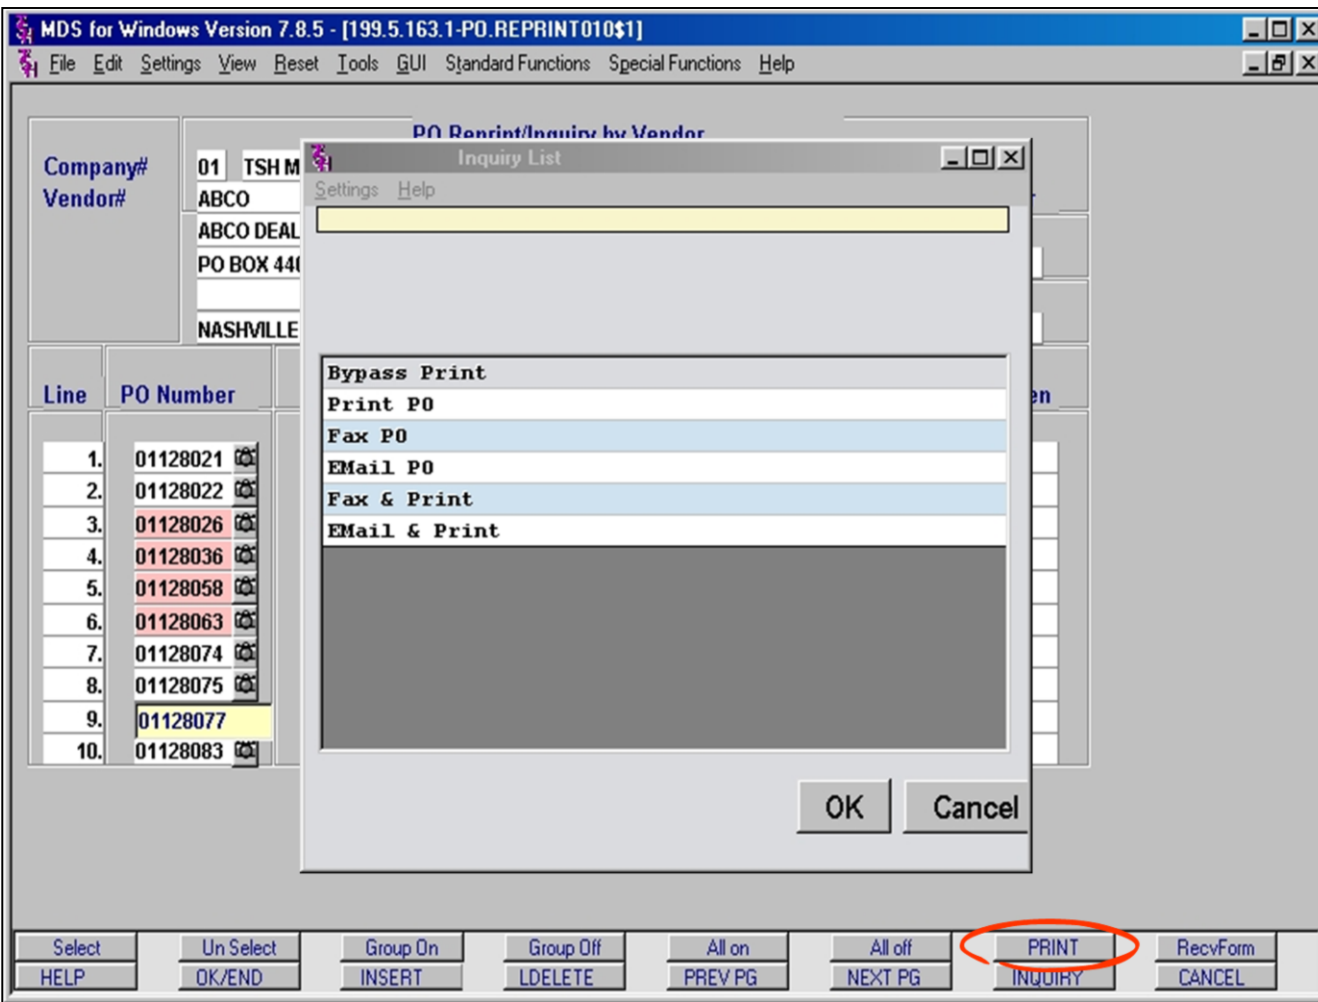 MDS for Windows Version 7.8.5 - [199.5.163.1-PO.REPRINT010$1]
File Edit Settings View Reset Tools GUI Standard Functions Special Functions Help
PO Reprint/Inquiry by Vendor
Company# 01 TSH M
Vendor# ABCO
ABCO DEAL
PO BOX 440
NASHVILLE
Inquiry List
Settings Help
Bypass Print
Print PO
Fax PO
EMail PO
Fax & Print
EMail & Print
OK Cancel
Line PO Number en
1. 01128021
2. 01128022
3. 01128026
4. 01128036
5. 01128058
6. 01128063
7. 01128074
8. 01128075
9. 01128077
10. 01128083
Select Un Select Group On Group Off All on All off PRINT RecvForm
HELP OK/END INSERT LDELETE PREV PG NEXT PG INQUIRY CANCEL